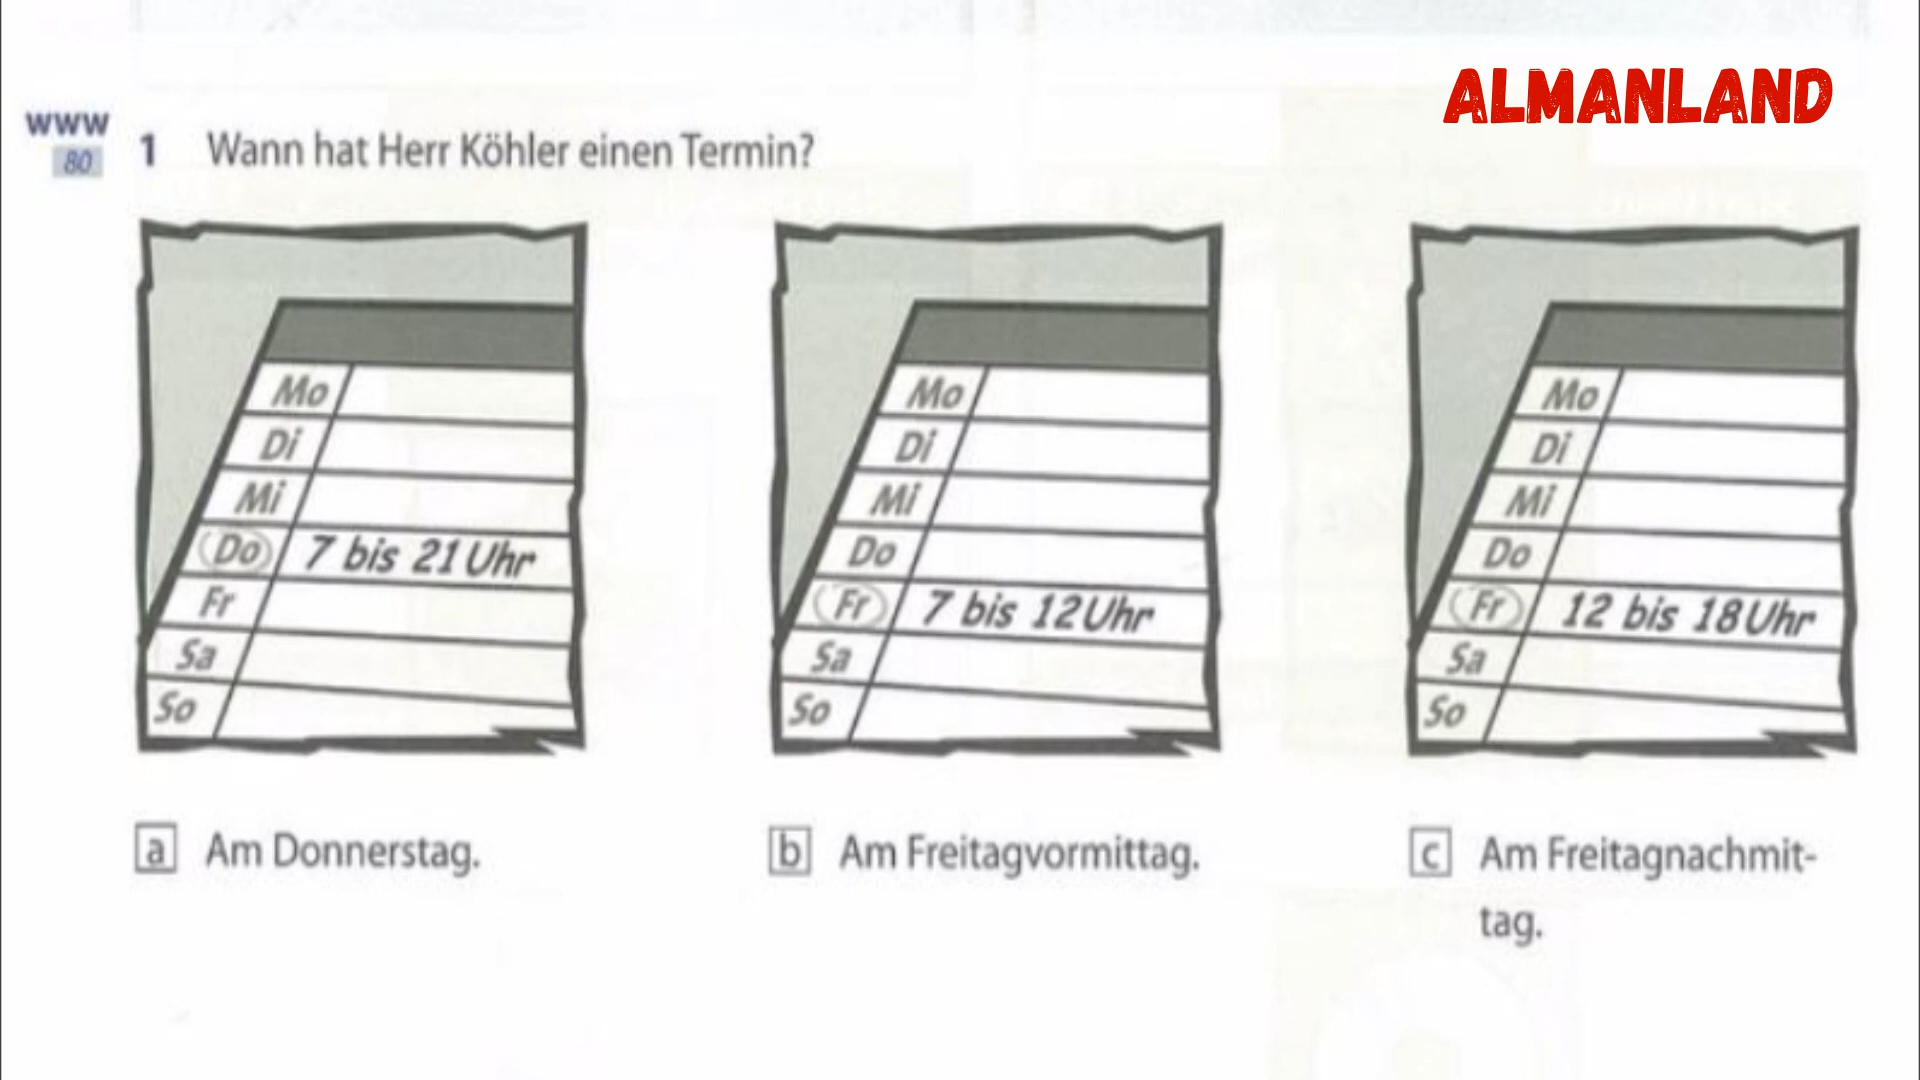 ALMANLAND
www
80
1 Wann hat Herr Köhler einen Termin?
Mo
Di
Mi
Do 7 bis 21 Uhr
Fr
Sa
So
a Am Donnerstag.
Mo
Di
Mi
Do
Fr 7 bis 12 Uhr
Sa
So
b Am Freitagvormittag.
Mo
Di
Mi
Do
Fr 12 bis 18 Uhr
Sa
So
c Am Freitagnachmit-
tag.